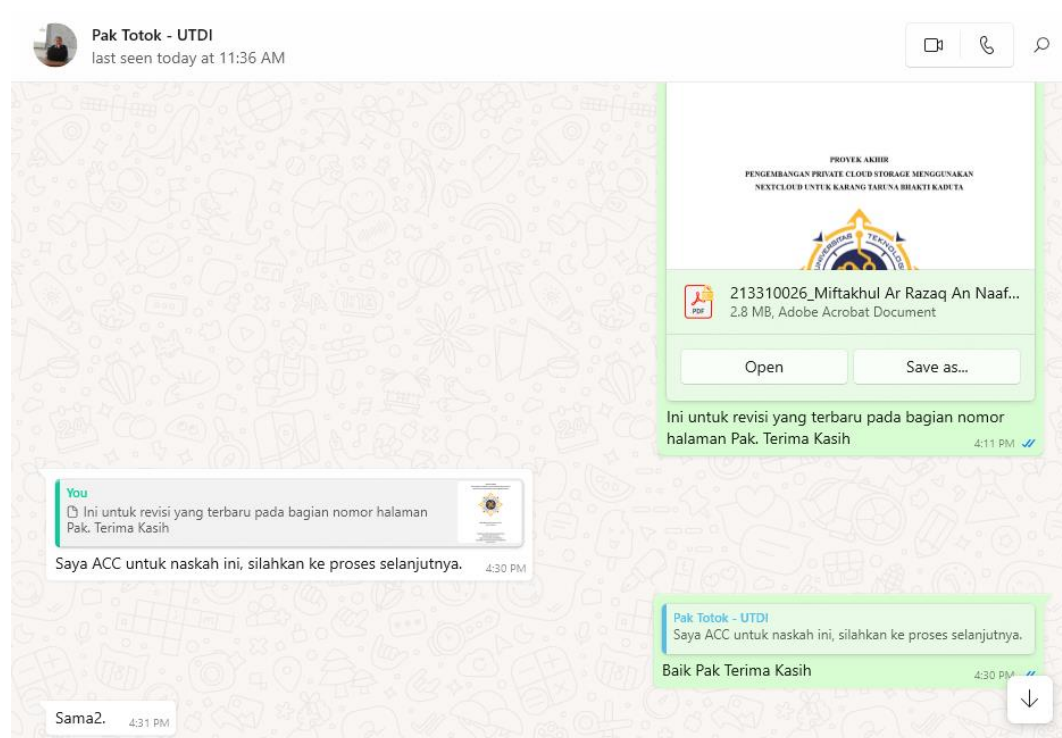 Pak Totok - UTDI
last seen today at 11:36 AM
PROYEK AKHIR
PENGEMBANGAN PRIVATE CLOUD STORAGE MENGGUNAKAN
NEXTCLOUD UNTUK KARANG TARUNA BHAKTI KADUTA
UNIVERSITAS TEKNOLOGI
213310026_Miftakhul Ar Razaq An Naaf...
PDF
2.8 MB, Adobe Acrobat Document
Open
Save as...
Ini untuk revisi yang terbaru pada bagian nomor
halaman Pak. Terima Kasih
4:11 PM
You
Ini untuk revisi yang terbaru pada bagian nomor halaman
Pak. Terima Kasih
Saya ACC untuk naskah ini, silahkan ke proses selanjutnya.
4:30 PM
Pak Totok - UTDI
Saya ACC untuk naskah ini, silahkan ke proses selanjutnya.
Baik Pak Terima Kasih
4:30 PM
Sama2.
4:31 PM